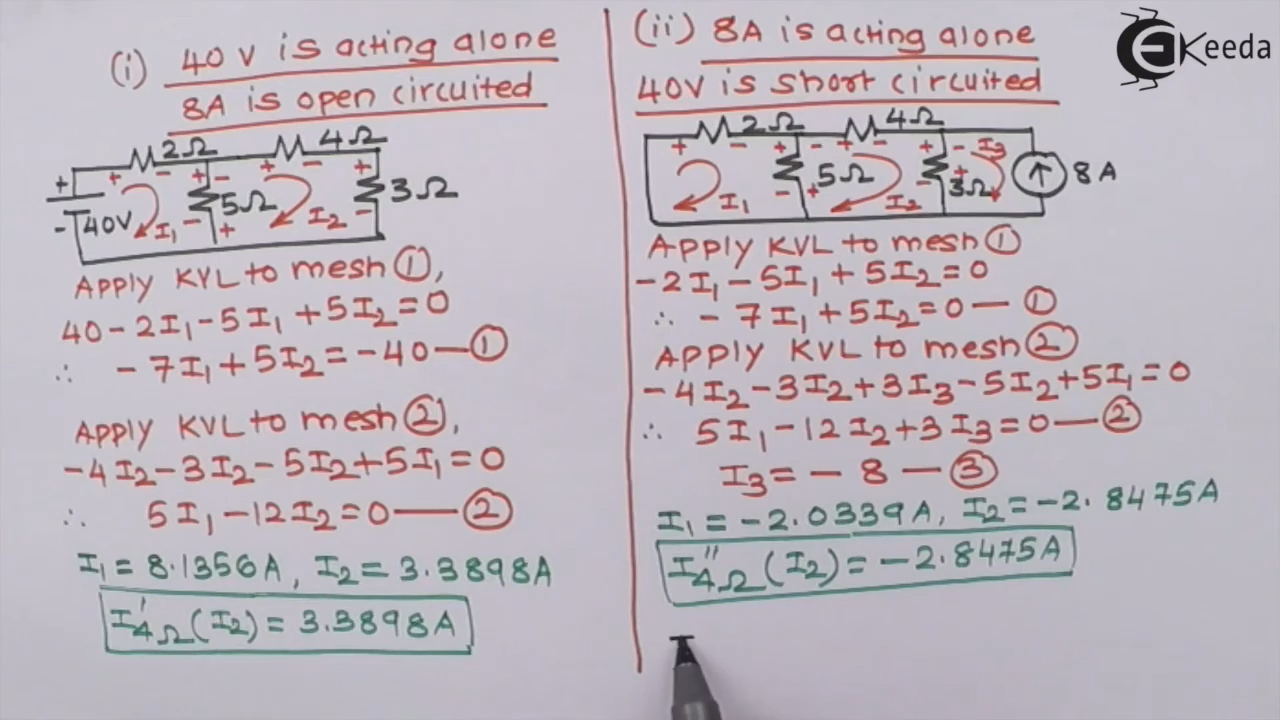 (i) 40 V is acting alone
8A is open circuited
2Ω 4Ω
+ - + - + - +
+ - 40V I₁ - 5Ω + I₂ - 3Ω
Apply KVL to mesh ①,
40 - 2I₁ - 5I₁ + 5I₂ = 0
∴ - 7I₁ + 5I₂ = -40 — ①
Apply KVL to mesh ②,
-4I₂ - 3I₂ - 5I₂ + 5I₁ = 0
∴ 5I₁ - 12I₂ = 0 — ②
I₁ = 8.1356A, I₂ = 3.3898A
I'₄Ω (I₂) = 3.3898A
(ii) 8A is acting alone
40V is short circuited
2Ω 4Ω
+ - + - + - + - I₃
I₁ - 5Ω + I₂ - 3Ω + 8A
Apply KVL to mesh ①
-2I₁ - 5I₁ + 5I₂ = 0
∴ - 7I₁ + 5I₂ = 0 — ①
Apply KVL to mesh ②
-4I₂ - 3I₂ + 3I₃ - 5I₂ + 5I₁ = 0
∴ 5I₁ - 12I₂ + 3I₃ = 0 — ②
I₃ = - 8 — ③
I₁ = -2.0339A, I₂ = -2.8475A
I''₄Ω (I₂) = -2.8475A
EKeeda